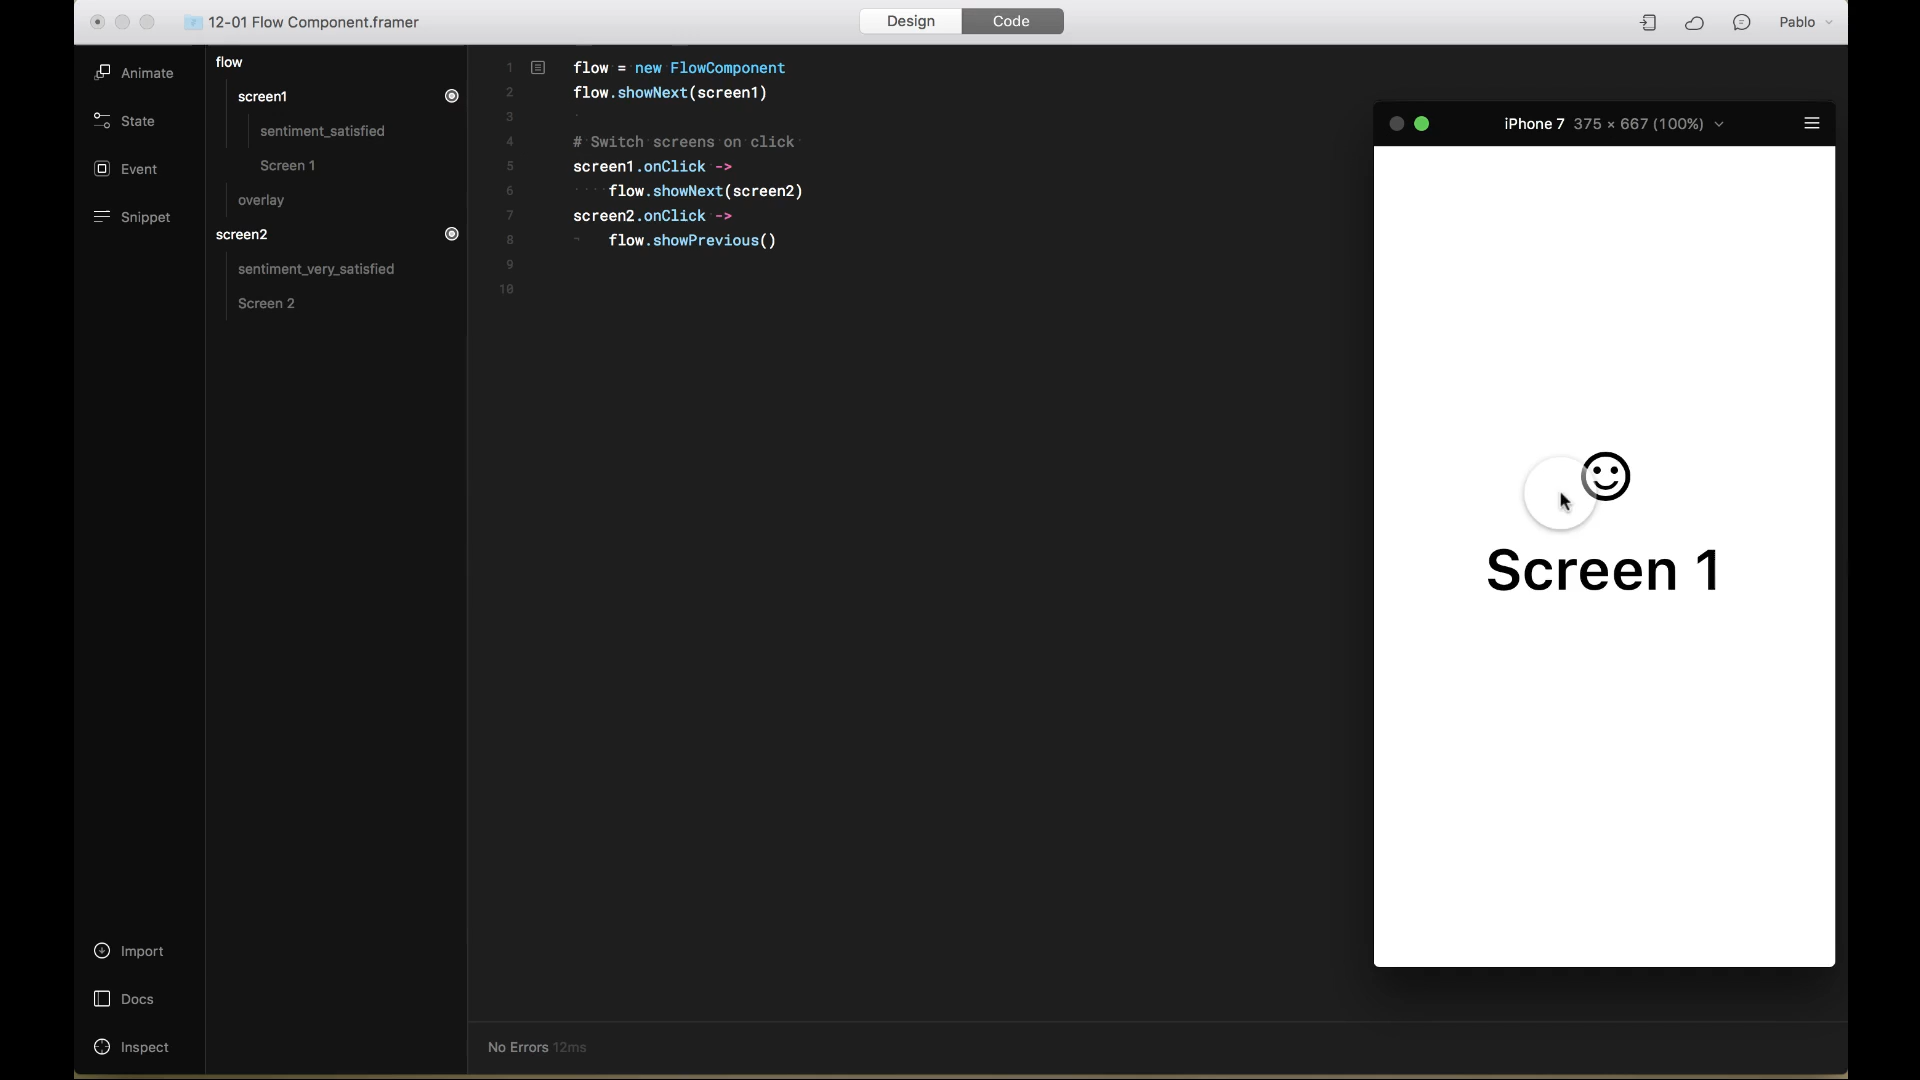 12-01 Flow Component.framer
Design
Code
Pablo
Animate
State
Event
Snippet
flow
screen1
sentiment_satisfied
Screen 1
overlay
screen2
sentiment_very_satisfied
Screen 2
1 flow = new FlowComponent
2 flow.showNext(screen1)
3
4 # Switch screens on click
5 screen1.onClick ->
6 flow.showNext(screen2)
7 screen2.onClick ->
8 flow.showPrevious()
9
10
iPhone 7 375 × 667 (100%)
Screen 1
Import
Docs
Inspect
No Errors 12ms